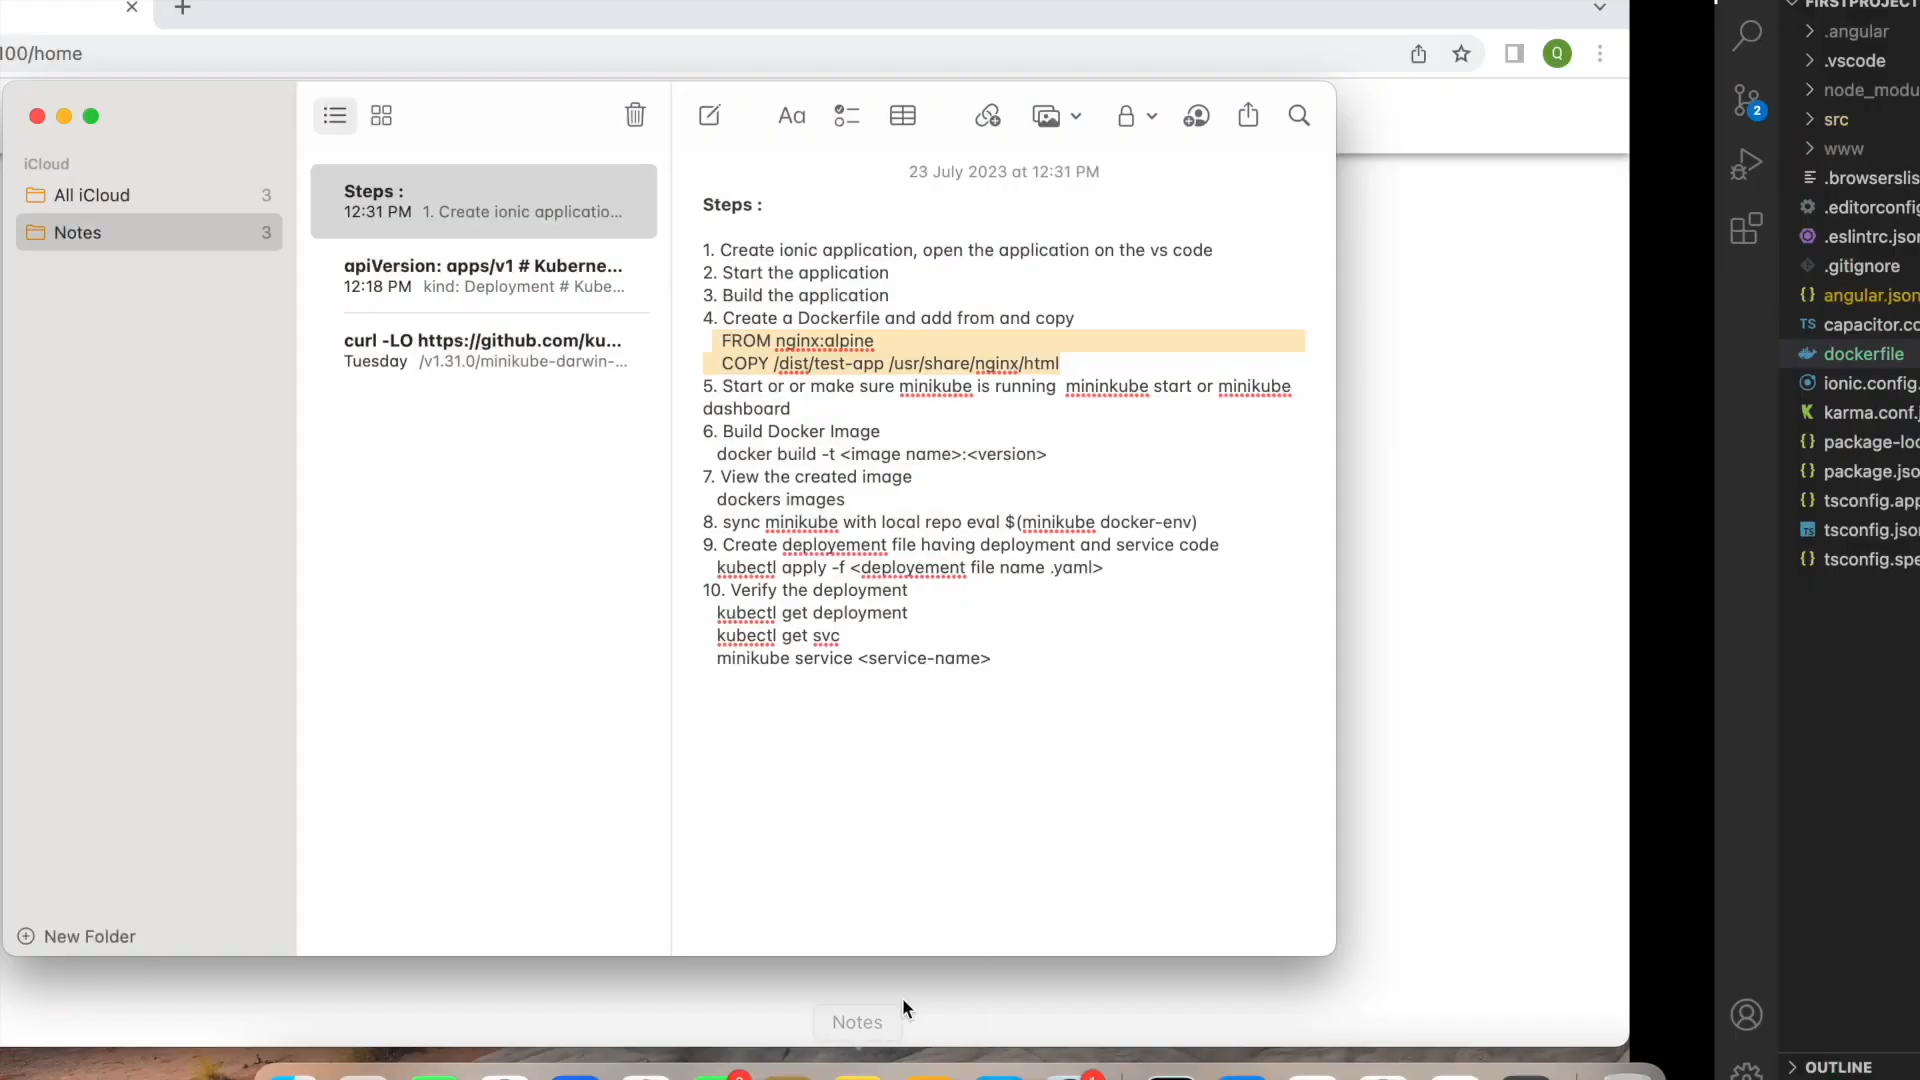 100/home
Q
iCloud
All iCloud 3
Notes 3
New Folder
Steps :
12:31 PM 1. Create ionic applicatio...
apiVersion: apps/v1 # Kuberne...
12:18 PM kind: Deployment # Kube...
curl -LO https://github.com/ku...
Tuesday /v1.31.0/minikube-darwin-...
Aa
23 July 2023 at 12:31 PM
Steps :
1. Create ionic application, open the application on the vs code
2. Start the application
3. Build the application
4. Create a Dockerfile and add from and copy
FROM nginx:alpine
COPY /dist/test-app /usr/share/nginx/html
5. Start or or make sure minikube is running mininkube start or minikube
dashboard
6. Build Docker Image
docker build -t <image name>:<version>
7. View the created image
dockers images
8. sync minikube with local repo eval $(minikube docker-env)
9. Create deployement file having deployment and service code
kubectl apply -f <deployement file name .yaml>
10. Verify the deployment
kubectl get deployment
kubectl get svc
minikube service <service-name>
Notes
2
FIRSTPROJECT
.angular
.vscode
node_modu
src
www
.browserslis
.editorconfig
.eslintrc.json
.gitignore
{} angular.json
TS capacitor.co
dockerfile
ionic.config.
K karma.conf.j
{} package-loc
{} package.jso
{} tsconfig.app
TS tsconfig.json
{} tsconfig.spe
OUTLINE